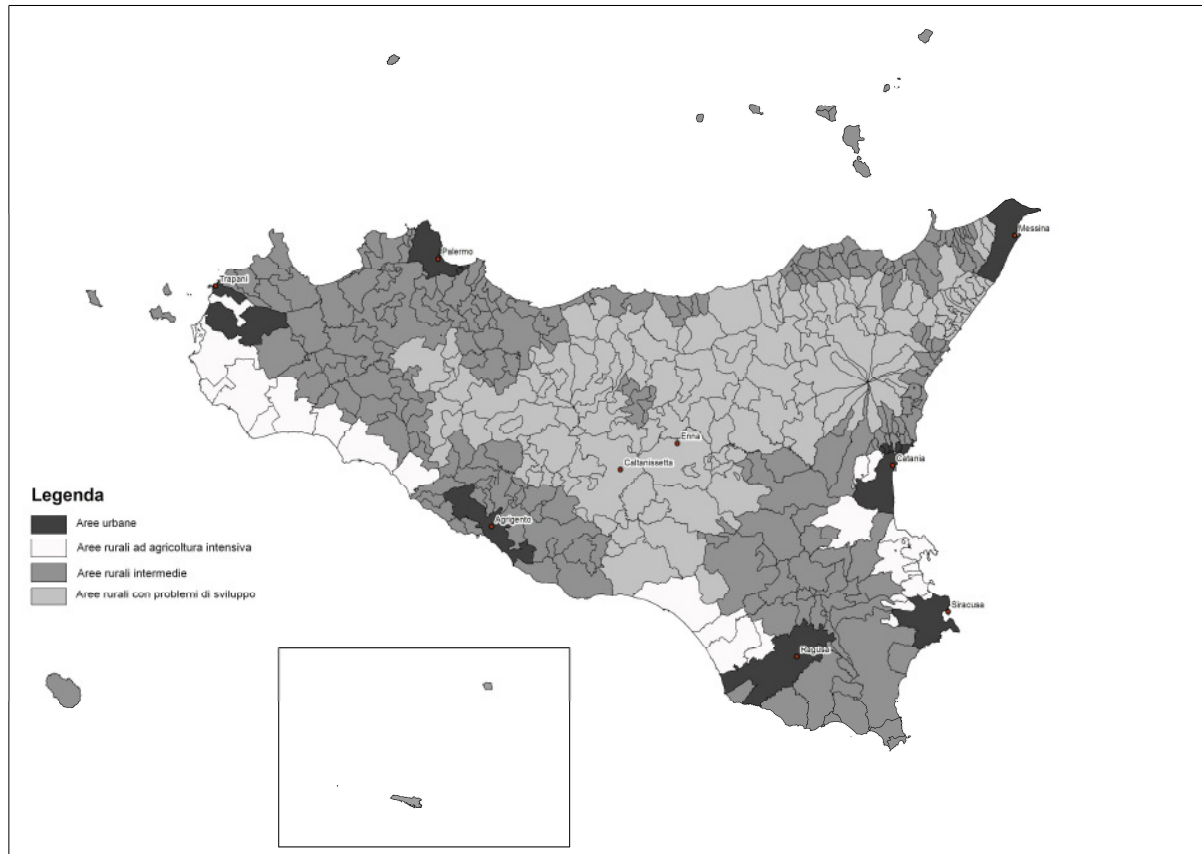 Messina
Palermo
Trapani
Enna
Catania
Caltanissetta
Legenda
Aree urbane
Agrigento
Aree rurali ad agricoltura intensiva
Aree rurali intermedie
Aree rurali con problemi di sviluppo
Siracusa
Ragusa